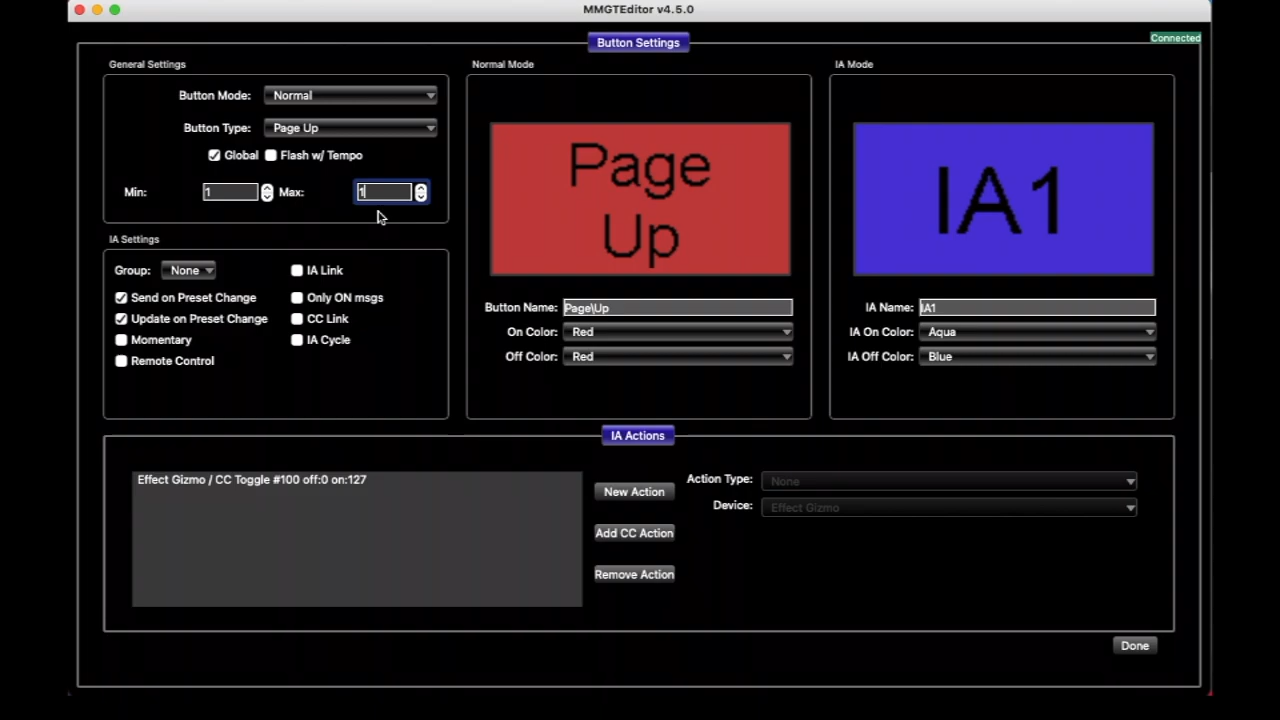 MMGTEditor v4.5.0
Button Settings
Connected
General Settings
Button Mode: Normal
Button Type: Page Up
Global Flash w/ Tempo
Min: 1 Max: 1
IA Settings
Group: None
IA Link
Send on Preset Change
Only ON msgs
Update on Preset Change
CC Link
Momentary
IA Cycle
Remote Control
Normal Mode
Page
Up
Button Name: Page\Up
On Color: Red
Off Color: Red
IA Mode
IA1
IA Name: IA1
IA On Color: Aqua
IA Off Color: Blue
IA Actions
Effect Gizmo / CC Toggle #100 off:0 on:127
New Action
Add CC Action
Remove Action
Action Type: None
Device: Effect Gizmo
Done